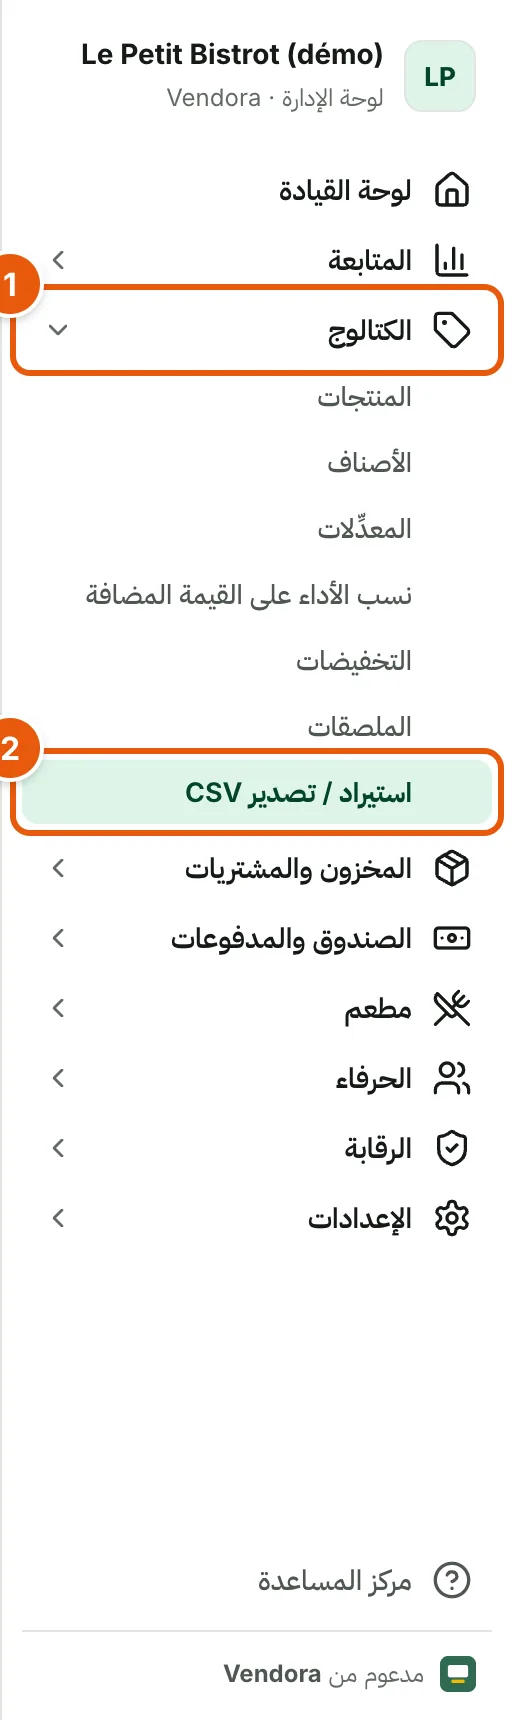 Le Petit Bistrot (démo)
LP
لوحة الإدارة · Vendora
لوحة القيادة
المتابعة
1
الكتالوج
المنتجات
الأصناف
المعدِّلات
نسب الأداء على القيمة المضافة
التخفيضات
الملصقات
2
استيراد / تصدير CSV
المخزون والمشتريات
الصندوق والمدفوعات
مطعم
الحرفاء
الرقابة
الإعدادات
مركز المساعدة
مدعوم من Vendora